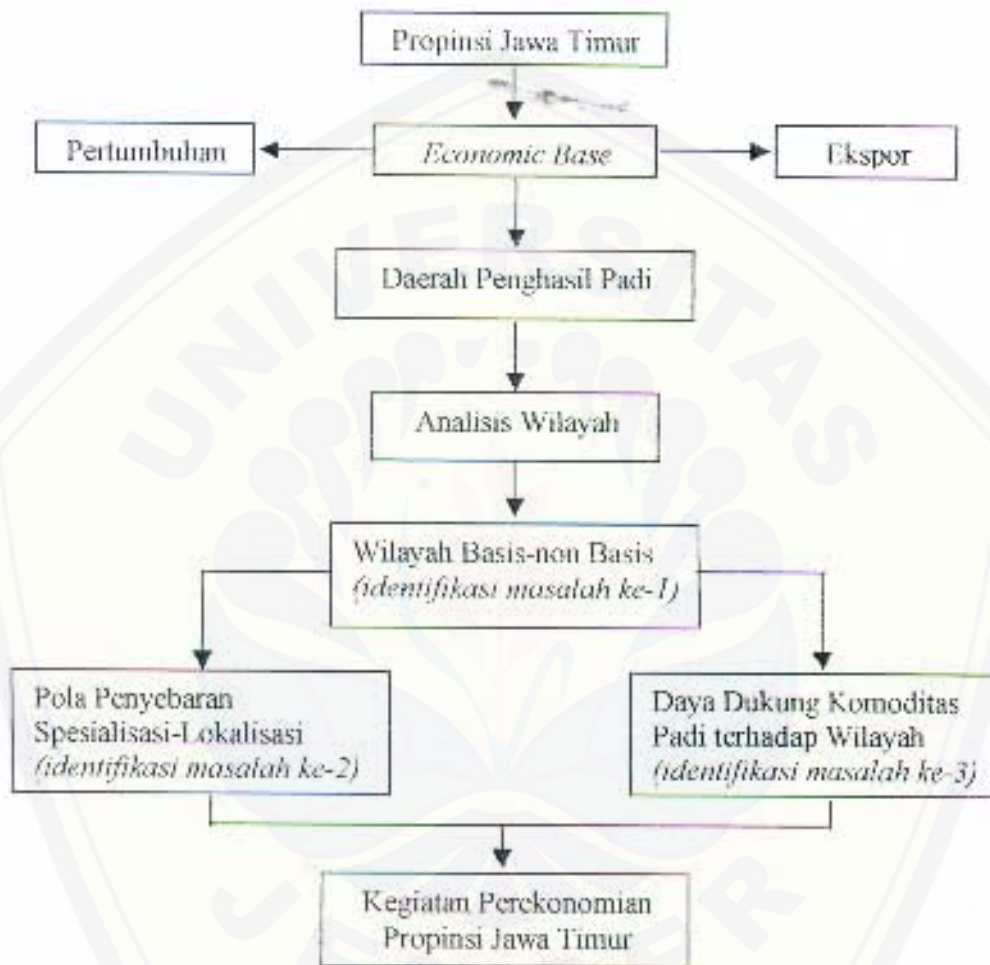 Propinsi Jawa Timur
Pertumbuhan
Economic Base
Ekspor
Daerah Penghasil Padi
Analisis Wilayah
Wilayah Basis-non Basis
(identifikasi masalah ke-1)
Pola Penyebaran
Spesialisasi-Lokalisasi
(identifikasi masalah ke-2)
Daya Dukung Komoditas
Padi terhadap Wilayah
(identifikasi masalah ke-3)
Kegiatan Perekonomian
Propinsi Jawa Timur
UNIVERSITAS
JEMBER